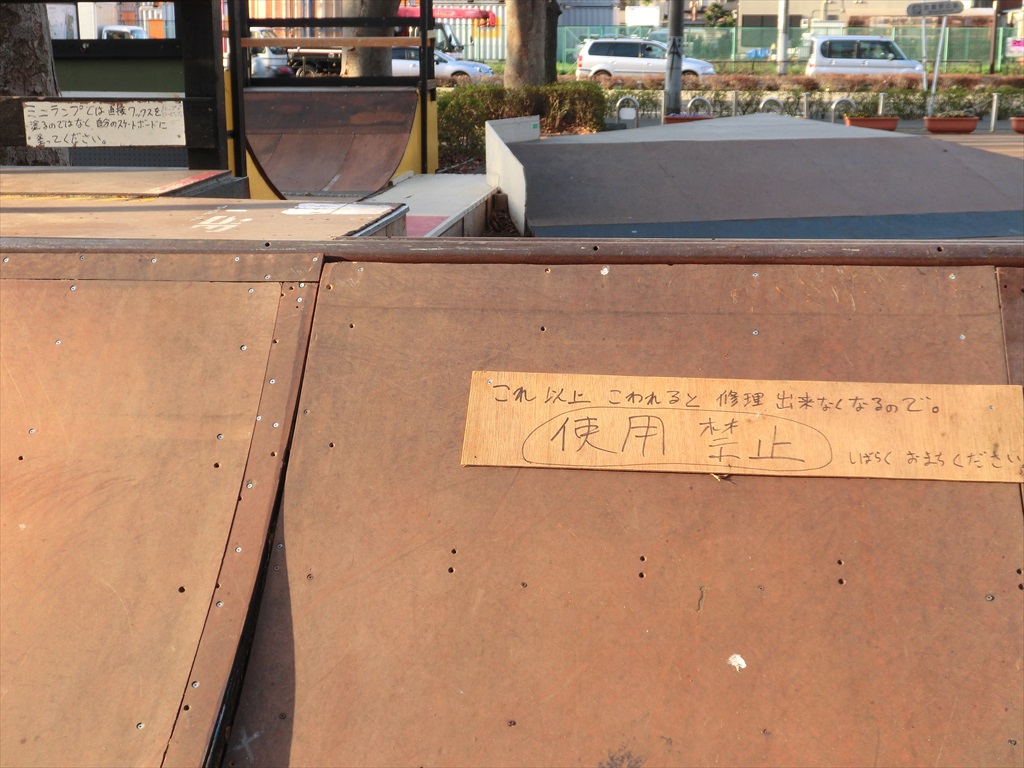 ミニランプでは直接ワックスを
塗るのではなく 自分のスケートボードに
塗ってください。
これ以上 こわれると 修理 出来なくなるので。
使用 禁止
しばらく おまちください